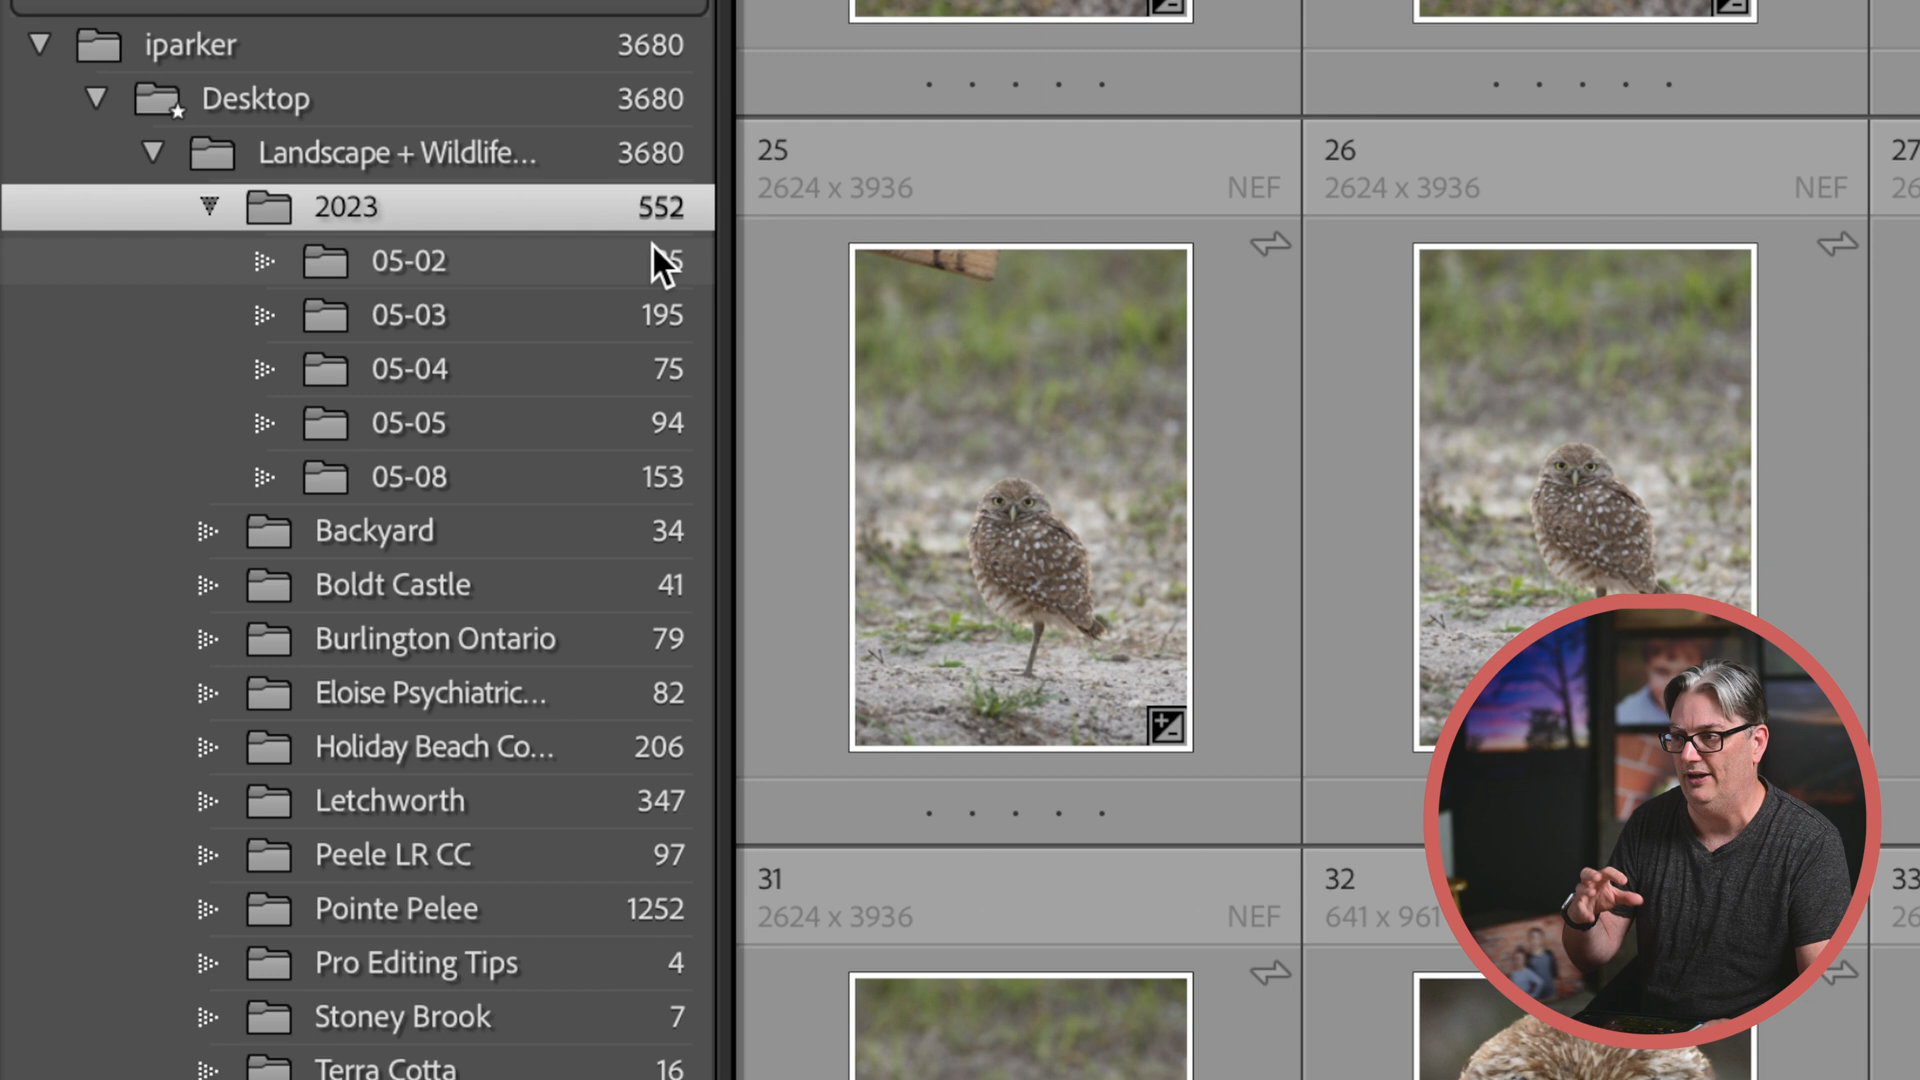 iparker 3680
Desktop 3680
Landscape + Wildlife... 3680
2023 552
05-02
05-03 195
05-04 75
05-05 94
05-08 153
Backyard 34
Boldt Castle 41
Burlington Ontario 79
Eloise Psychiatric... 82
Holiday Beach Co... 206
Letchworth 347
Peele LR CC 97
Pointe Pelee 1252
Pro Editing Tips 4
Stoney Brook 7
Terra Cotta 16
25
2624 x 3936 NEF
26
2624 x 3936 NEF
27
26
31
2624 x 3936 NEF
32
641 x 961
33
26